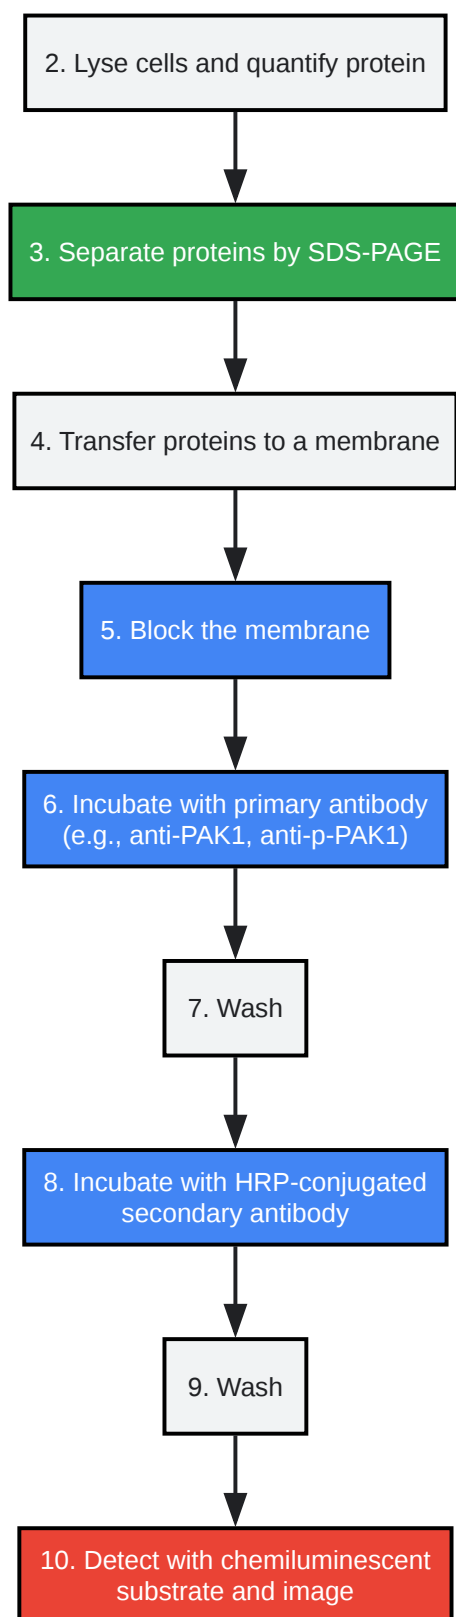 2. Lyse cells and quantify protein
3. Separate proteins by SDS-PAGE
4. Transfer proteins to a membrane
5. Block the membrane
6. Incubate with primary antibody
(e.g., anti-PAK1, anti-p-PAK1)
7. Wash
8. Incubate with HRP-conjugated
secondary antibody
9. Wash
10. Detect with chemiluminescent
substrate and image